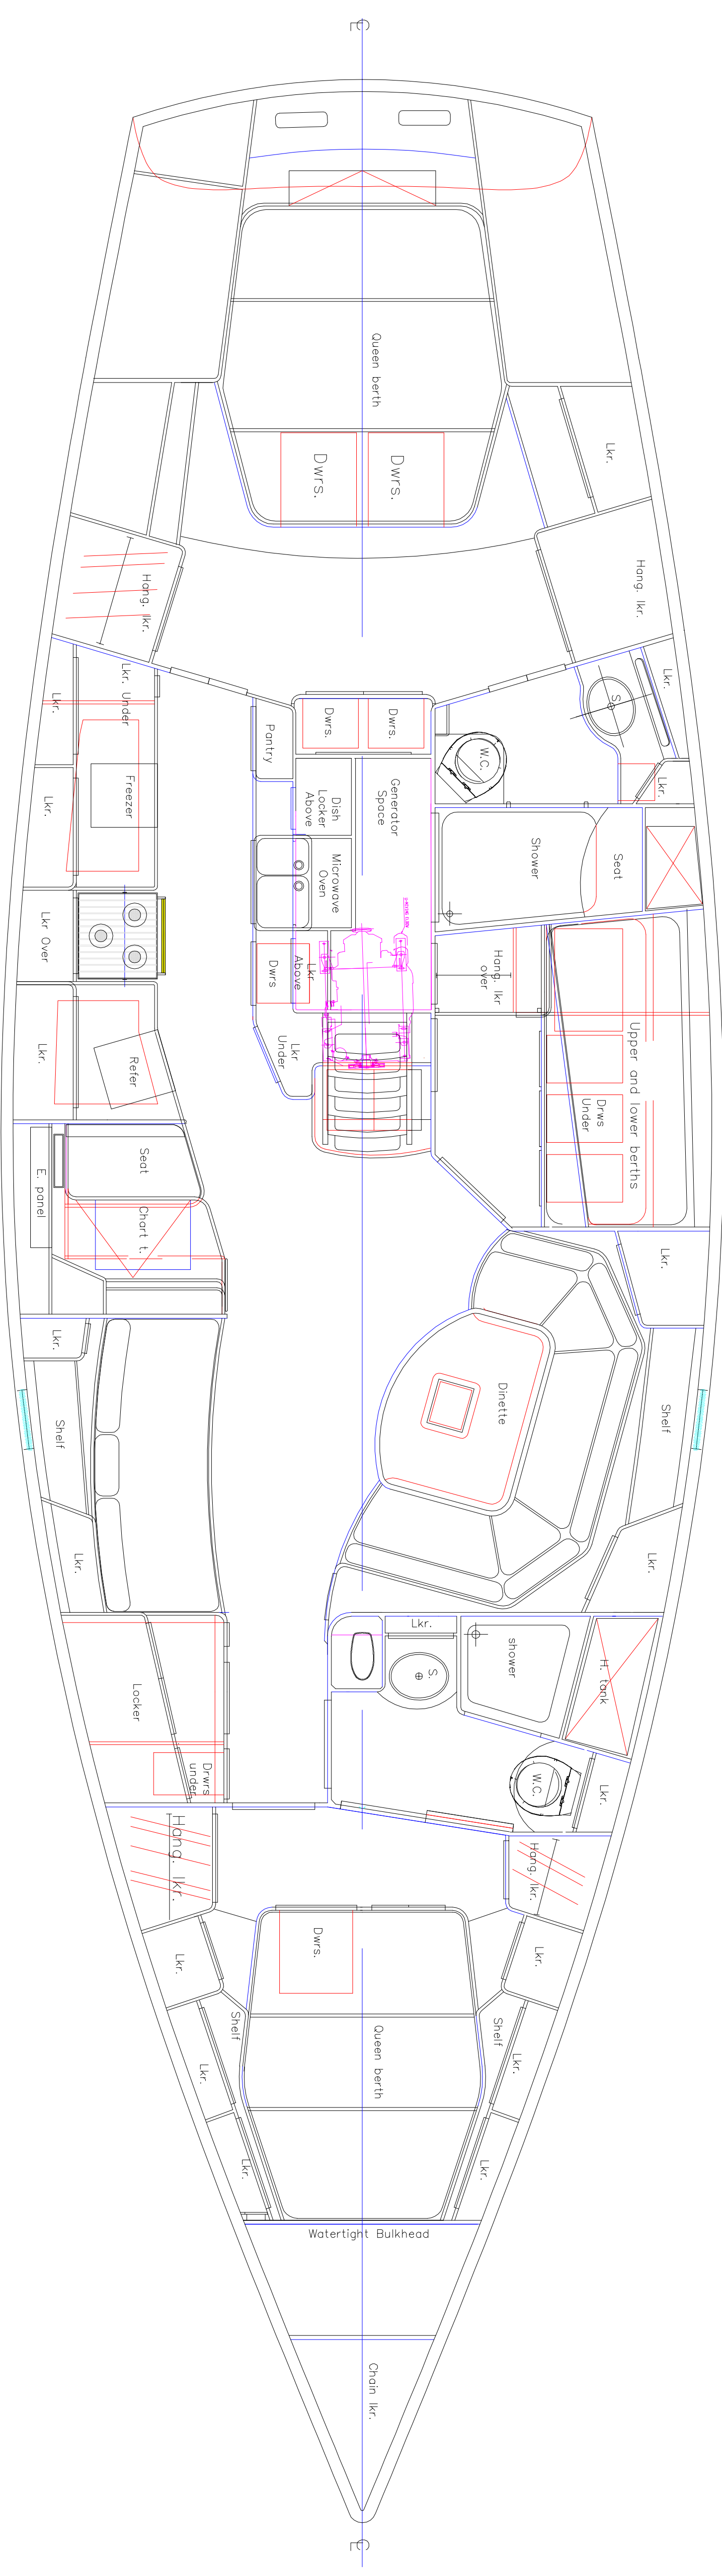 CL
Queen berth
Dwrs.
Dwrs.
Lkr.
Hang. lkr.
Hang. lkr.
Lkr. Under
Lkr.
Lkr.
S.
Pantry
Dwrs.
Dwrs.
W.C.
Lkr.
Freezer
Lkr.
Dish
Locker
Above
Generator
Space
Shower
Seat
Microwave
Oven
Lkr Over
Lkr
Above
Dwrs
Hang. lkr
over
Lkr
Under
Lkr.
Refer
Upper and lower berths
Drws
Under
Seat
E. panel
Chart t.
Lkr.
Lkr.
Shelf
Dinette
Shelf
Lkr.
Lkr.
Lkr.
S.
shower
H. tank
Locker
Drwrs
under
W.C.
Lkr.
Hang. lkr.
Hang. lkr.
Dwrs.
Lkr.
Lkr.
Shelf
Queen berth
Shelf
Lkr.
Lkr.
Lkr.
Lkr.
Watertight Bulkhead
Chain lkr.
CL